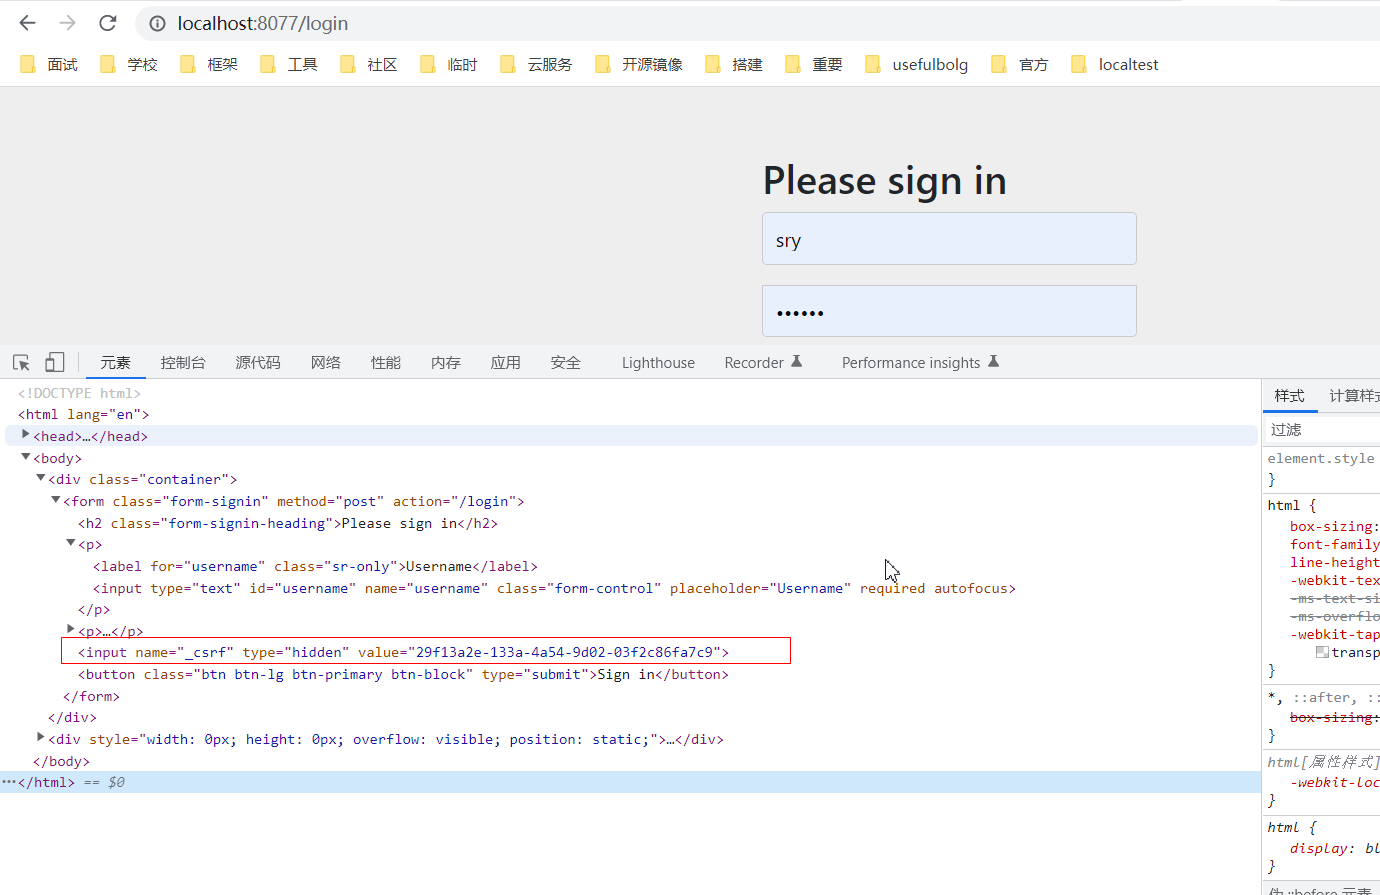 localhost:8077/login
面试 学校 框架 工具 社区 临时 云服务 开源镜像 搭建 重要 usefulbolg 官方 localtest
Please sign in
sry
••••••
元素 控制台 源代码 网络 性能 内存 应用 安全 Lighthouse Recorder Performance insights
<!DOCTYPE html>
<html lang="en">
<head>…</head>
<body>
<div class="container">
<form class="form-signin" method="post" action="/login">
<h2 class="form-signin-heading">Please sign in</h2>
<p>
<label for="username" class="sr-only">Username</label>
<input type="text" id="username" name="username" class="form-control" placeholder="Username" required autofocus>
</p>
<p>…</p>
<input name="_csrf" type="hidden" value="29f13a2e-133a-4a54-9d02-03f2c86fa7c9">
<button class="btn btn-lg btn-primary btn-block" type="submit">Sign in</button>
</form>
</div>
<div style="width: 0px; height: 0px; overflow: visible; position: static;">…</div>
</body>
…</html> == $0
样式 计算样式
过滤
element.style
}
html {
box-sizing:
font-family
line-height
-webkit-tex
-ms-text-si
-ms-overflo
-webkit-tap
transp
}
*, ::after, ::
box-sizing:
}
html[属性样式]
-webkit-loc
}
html {
display: bl
}
伪 ::before 元素